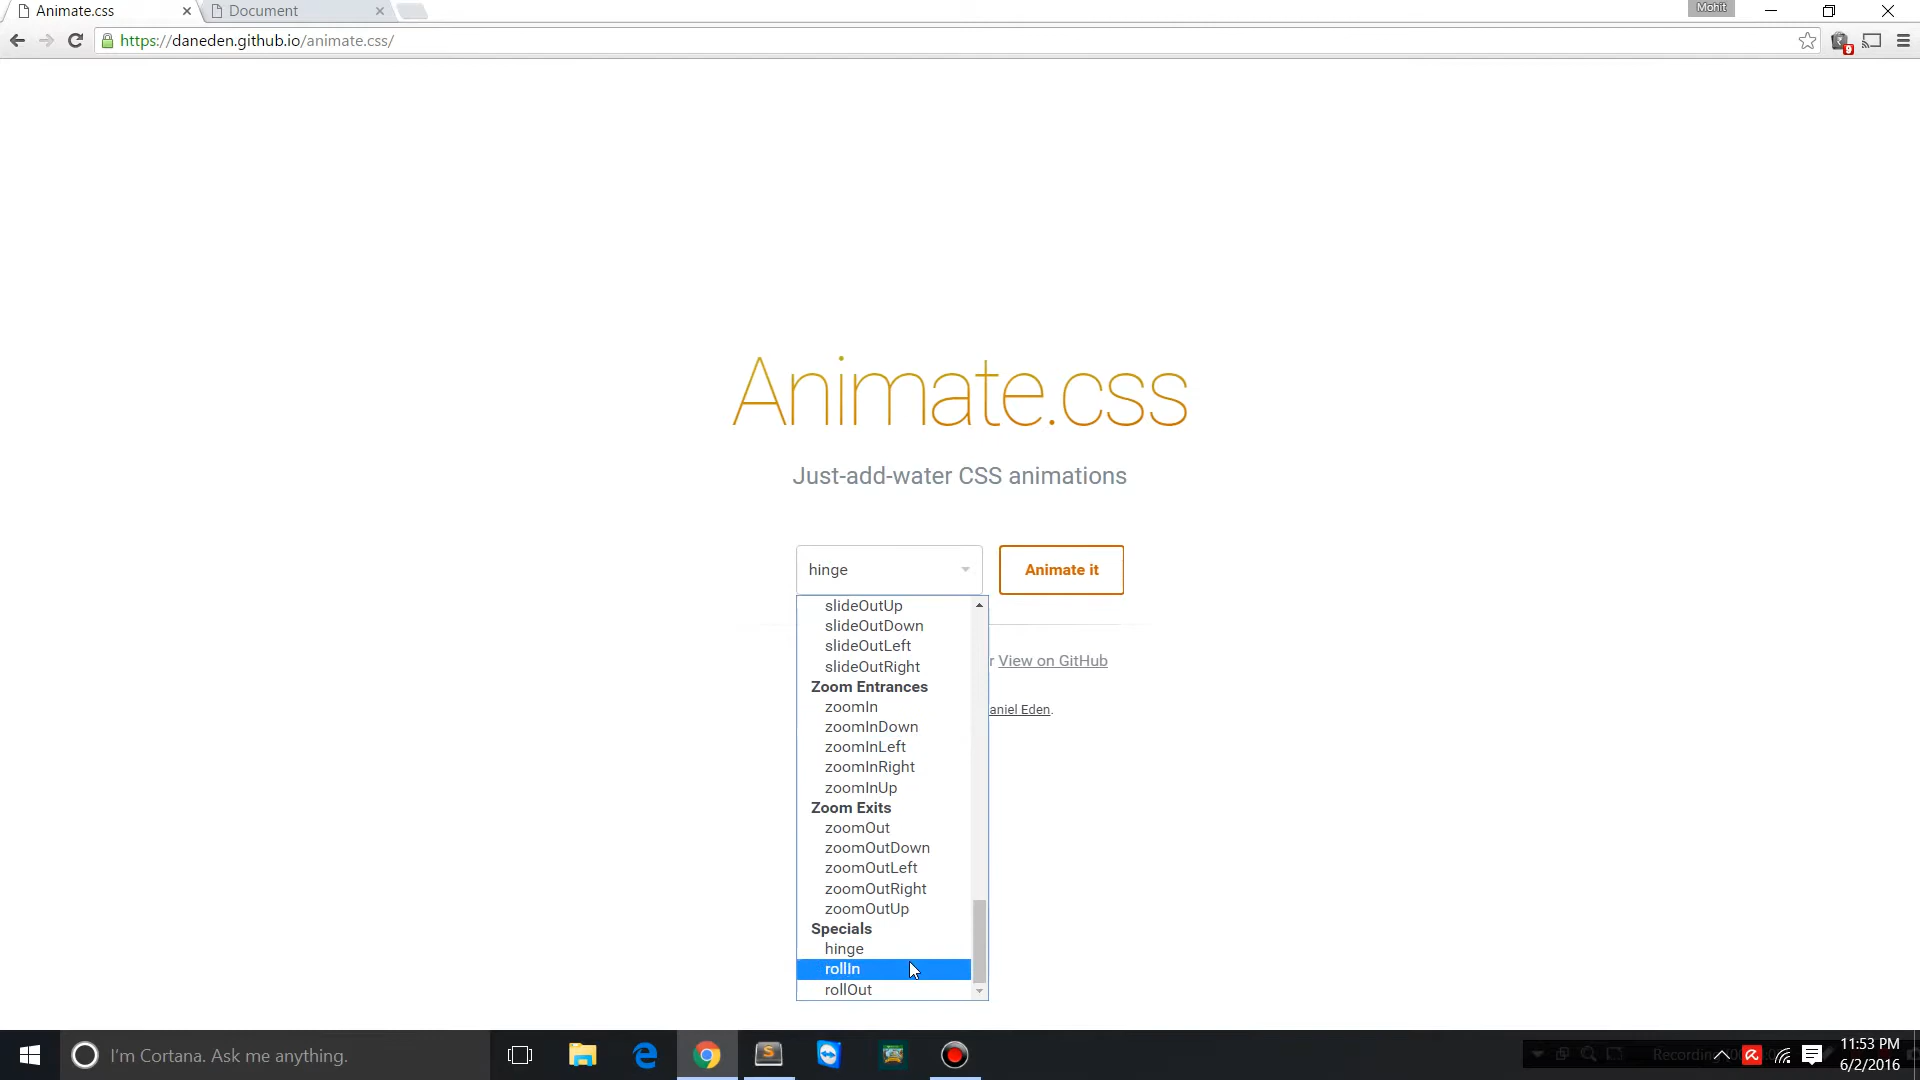 Animate.css
Document
Mohit
https://daneden.github.io/animate.css/
9
Animate.css
Just-add-water CSS animations
hinge
Animate it
slideOutUp
slideOutDown
slideOutLeft
slideOutRight
r View on GitHub
Zoom Entrances
zoomIn
aniel Eden.
zoomInDown
zoomInLeft
zoomInRight
zoomInUp
Zoom Exits
zoomOut
zoomOutDown
zoomOutLeft
zoomOutRight
zoomOutUp
Specials
hinge
rollIn
rollOut
I'm Cortana. Ask me anything.
S
11:53 PM
6/2/2016